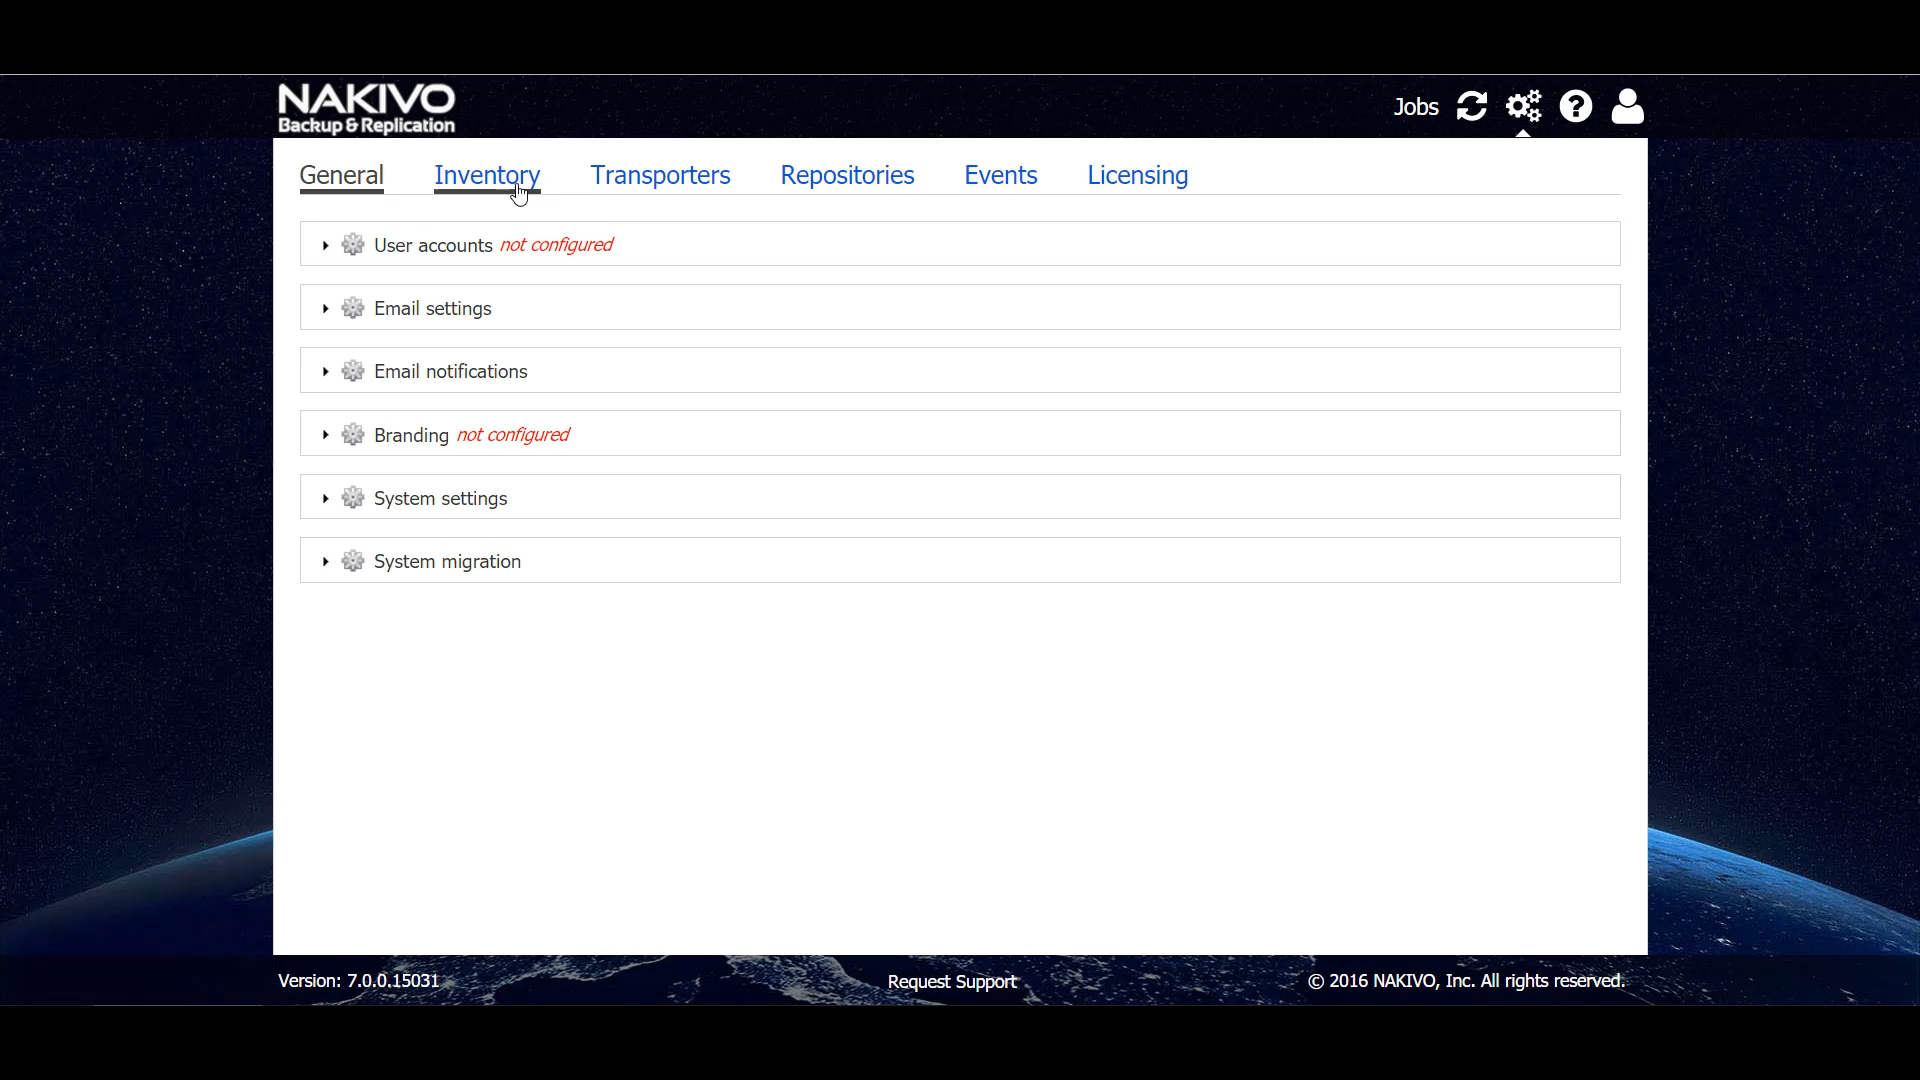 NAKIVO
Backup & Replication
Jobs
General Inventory Transporters Repositories Events Licensing
User accounts not configured
Email settings
Email notifications
Branding not configured
System settings
System migration
Version: 7.0.0.15031 Request Support © 2016 NAKIVO, Inc. All rights reserved.